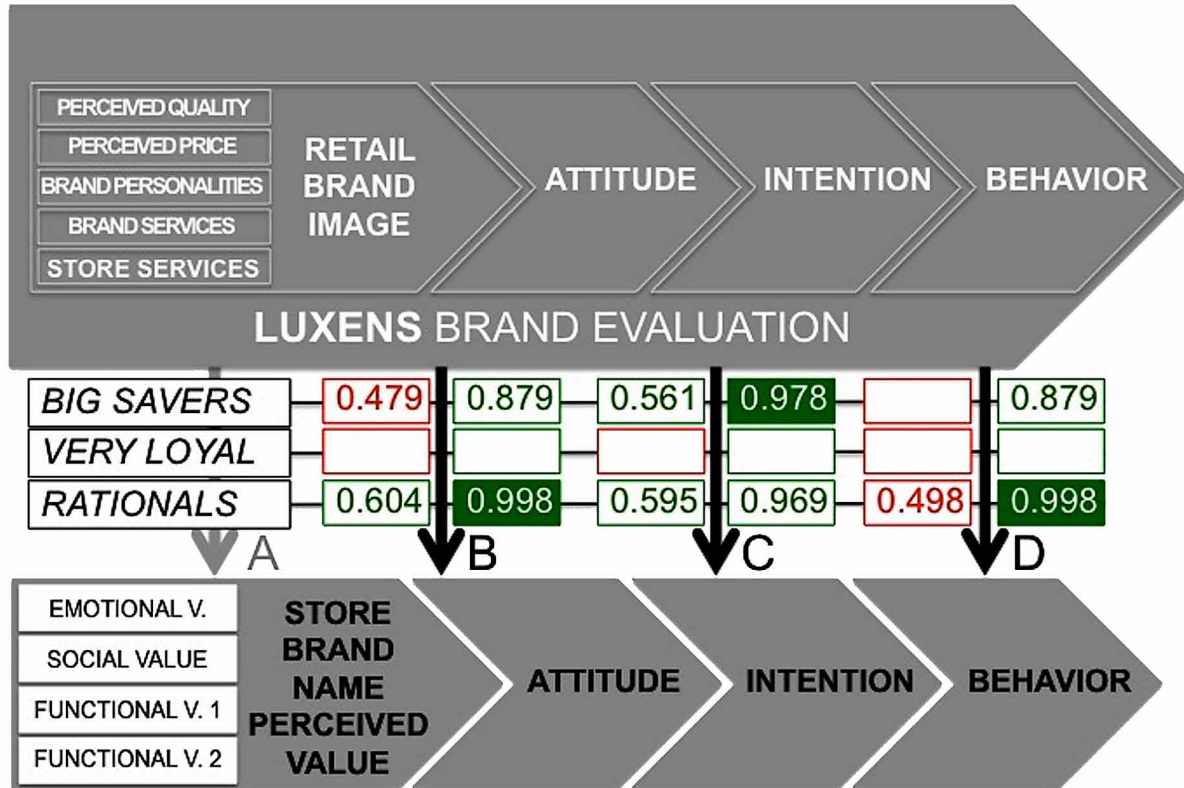 PERCEIVED QUALITY
PERCEIVED PRICE
BRAND PERSONALITIES
BRAND SERVICES
STORE SERVICES
RETAIL
BRAND
IMAGE
ATTITUDE
INTENTION
BEHAVIOR
LUXENS BRAND EVALUATION
BIG SAVERS 0.479 0.879 0.561 0.978 0.879
VERY LOYAL
RATIONALS 0.604 0.998 0.595 0.969 0.498 0.998
A B C D
EMOTIONAL V.
SOCIAL VALUE
FUNCTIONAL V. 1
FUNCTIONAL V. 2
STORE
BRAND
NAME
PERCEIVED
VALUE
ATTITUDE
INTENTION
BEHAVIOR